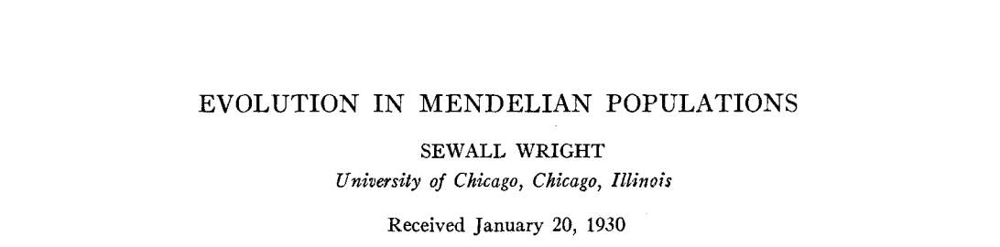 EVOLUTION IN MENDELIAN POPULATIONS
SEWALL WRIGHT
University of Chicago, Chicago, Illinois
Received January 20, 1930